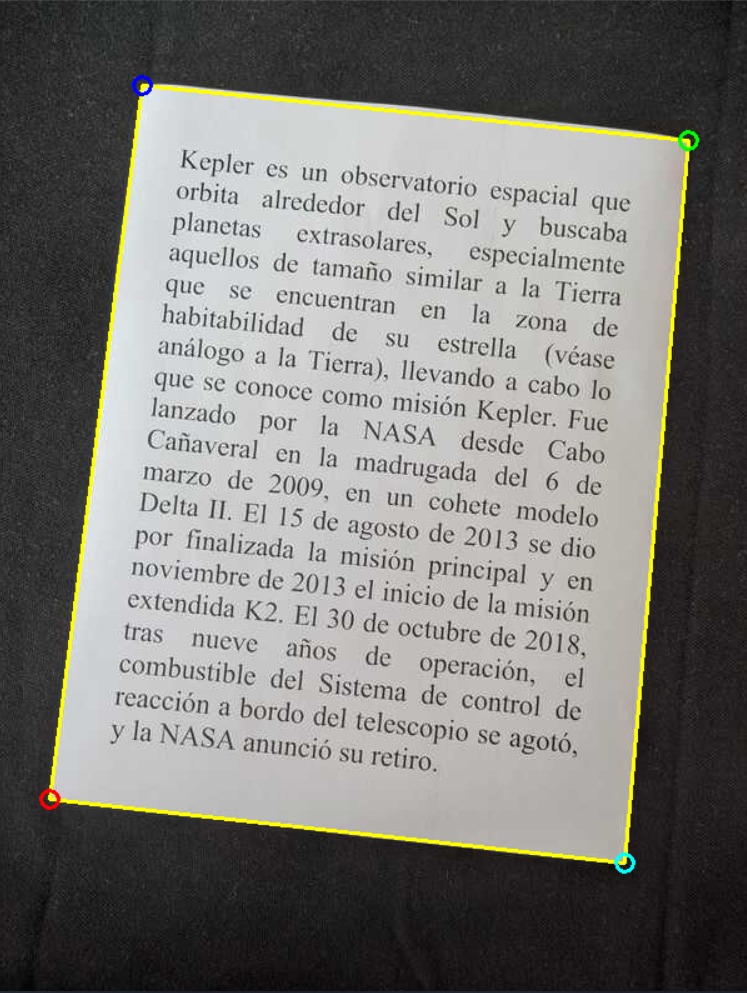 Kepler es un observatorio espacial que
orbita alrededor del Sol y buscaba
planetas extrasolares, especialmente
aquellos de tamaño similar a la Tierra
que se encuentran en la zona de
habitabilidad de su estrella (véase
análogo a la Tierra), llevando a cabo lo
que se conoce como misión Kepler. Fue
lanzado por la NASA desde Cabo
Cañaveral en la madrugada del 6 de
marzo de 2009, en un cohete modelo
Delta II. El 15 de agosto de 2013 se dio
por finalizada la misión principal y en
noviembre de 2013 el inicio de la misión
extendida K2. El 30 de octubre de 2018,
tras nueve años de operación, el
combustible del Sistema de control de
reacción a bordo del telescopio se agotó,
y la NASA anunció su retiro.